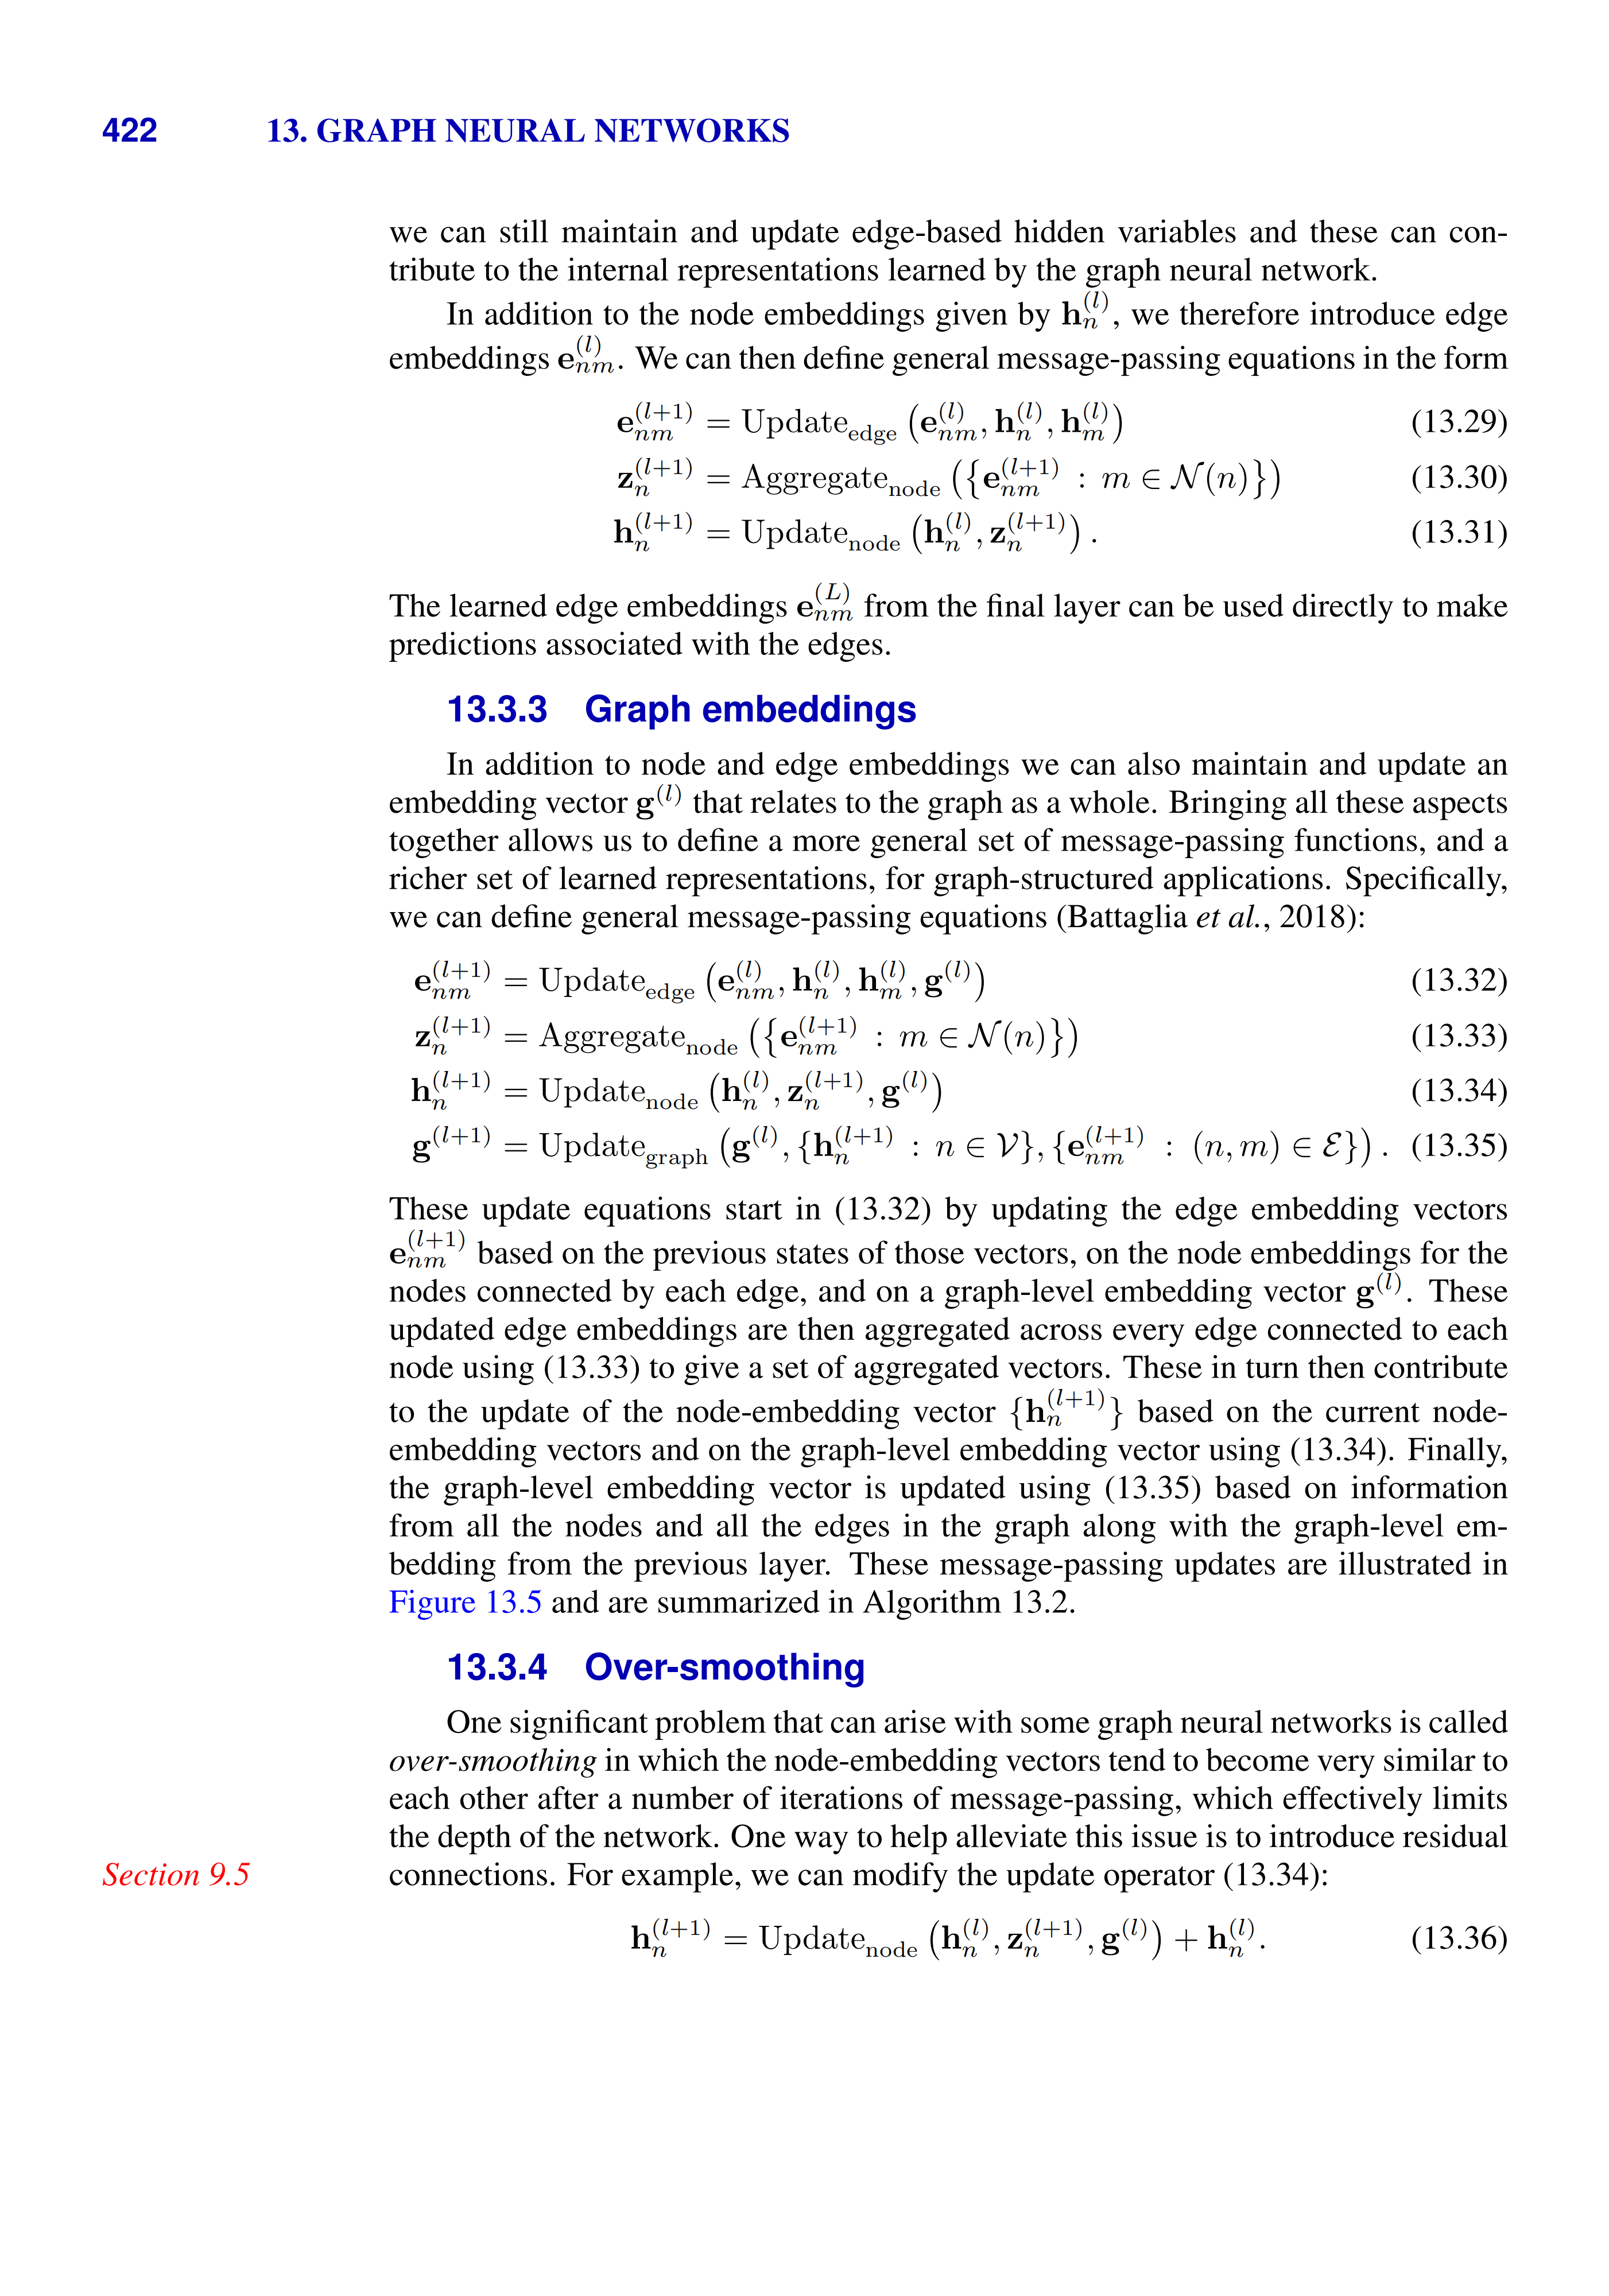 422 13. GRAPH NEURAL NETWORKS
we can still maintain and update edge-based hidden variables and these can con-
tribute to the internal representations learned by the graph neural network.
In addition to the node embeddings given by $\mathbf{h}_n^{(l)}$, we therefore introduce edge
embeddings $\mathbf{e}_{nm}^{(l)}$. We can then define general message-passing equations in the form
$\mathbf{e}_{nm}^{(l+1)} = \text{Update}_{\text{edge}}\left(\mathbf{e}_{nm}^{(l)}, \mathbf{h}_n^{(l)}, \mathbf{h}_m^{(l)}\right)$ (13.29)
$\mathbf{z}_n^{(l+1)} = \text{Aggregate}_{\text{node}}\left(\left\{\mathbf{e}_{nm}^{(l+1)} : m \in \mathcal{N}(n)\right\}\right)$ (13.30)
$\mathbf{h}_n^{(l+1)} = \text{Update}_{\text{node}}\left(\mathbf{h}_n^{(l)}, \mathbf{z}_n^{(l+1)}\right).$ (13.31)
The learned edge embeddings $\mathbf{e}_{nm}^{(L)}$ from the final layer can be used directly to make
predictions associated with the edges.
13.3.3 Graph embeddings
In addition to node and edge embeddings we can also maintain and update an
embedding vector $\mathbf{g}^{(l)}$ that relates to the graph as a whole. Bringing all these aspects
together allows us to define a more general set of message-passing functions, and a
richer set of learned representations, for graph-structured applications. Specifically,
we can define general message-passing equations (Battaglia et al., 2018):
$\mathbf{e}_{nm}^{(l+1)} = \text{Update}_{\text{edge}}\left(\mathbf{e}_{nm}^{(l)}, \mathbf{h}_n^{(l)}, \mathbf{h}_m^{(l)}, \mathbf{g}^{(l)}\right)$ (13.32)
$\mathbf{z}_n^{(l+1)} = \text{Aggregate}_{\text{node}}\left(\left\{\mathbf{e}_{nm}^{(l+1)} : m \in \mathcal{N}(n)\right\}\right)$ (13.33)
$\mathbf{h}_n^{(l+1)} = \text{Update}_{\text{node}}\left(\mathbf{h}_n^{(l)}, \mathbf{z}_n^{(l+1)}, \mathbf{g}^{(l)}\right)$ (13.34)
$\mathbf{g}^{(l+1)} = \text{Update}_{\text{graph}}\left(\mathbf{g}^{(l)}, \{\mathbf{h}_n^{(l+1)} : n \in \mathcal{V}\}, \{\mathbf{e}_{nm}^{(l+1)} : (n,m) \in \mathcal{E}\}\right).$ (13.35)
These update equations start in (13.32) by updating the edge embedding vectors
$\mathbf{e}_{nm}^{(l+1)}$ based on the previous states of those vectors, on the node embeddings for the
nodes connected by each edge, and on a graph-level embedding vector $\mathbf{g}^{(l)}$. These
updated edge embeddings are then aggregated across every edge connected to each
node using (13.33) to give a set of aggregated vectors. These in turn then contribute
to the update of the node-embedding vector $\{\mathbf{h}_n^{(l+1)}\}$ based on the current node-
embedding vectors and on the graph-level embedding vector using (13.34). Finally,
the graph-level embedding vector is updated using (13.35) based on information
from all the nodes and all the edges in the graph along with the graph-level em-
bedding from the previous layer. These message-passing updates are illustrated in
Figure 13.5 and are summarized in Algorithm 13.2.
13.3.4 Over-smoothing
One significant problem that can arise with some graph neural networks is called
over-smoothing in which the node-embedding vectors tend to become very similar to
each other after a number of iterations of message-passing, which effectively limits
the depth of the network. One way to help alleviate this issue is to introduce residual
Section 9.5 connections. For example, we can modify the update operator (13.34):
$\mathbf{h}_n^{(l+1)} = \text{Update}_{\text{node}}\left(\mathbf{h}_n^{(l)}, \mathbf{z}_n^{(l+1)}, \mathbf{g}^{(l)}\right) + \mathbf{h}_n^{(l)}.$ (13.36)